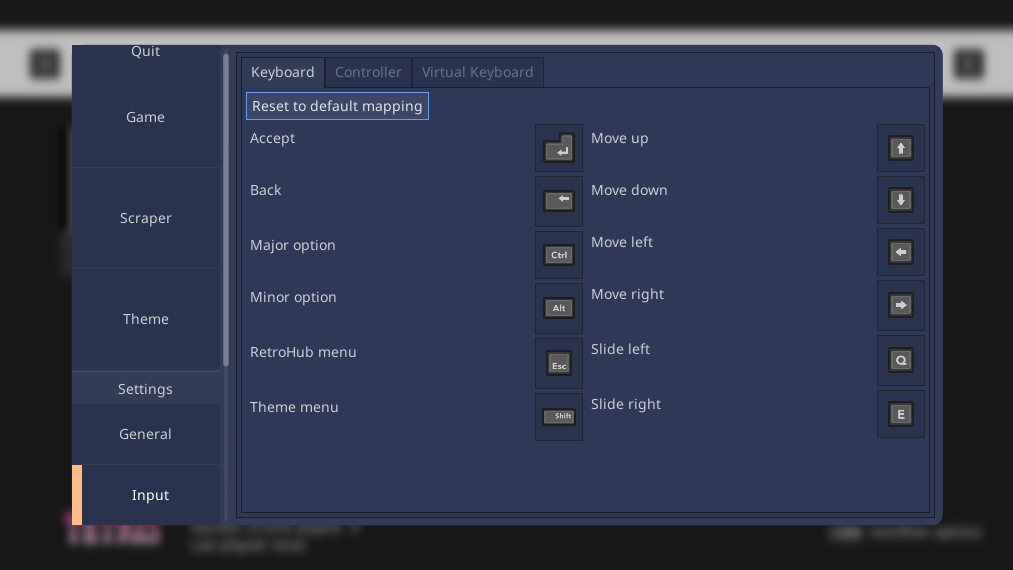 Quit
Game
Scraper
Theme
Settings
General
Input
Keyboard Controller Virtual Keyboard
Reset to default mapping
Accept
Back
Major option Ctrl
Minor option Alt
RetroHub menu Esc
Theme menu Shift
Move up
Move down
Move left
Move right
Slide left Q
Slide right E